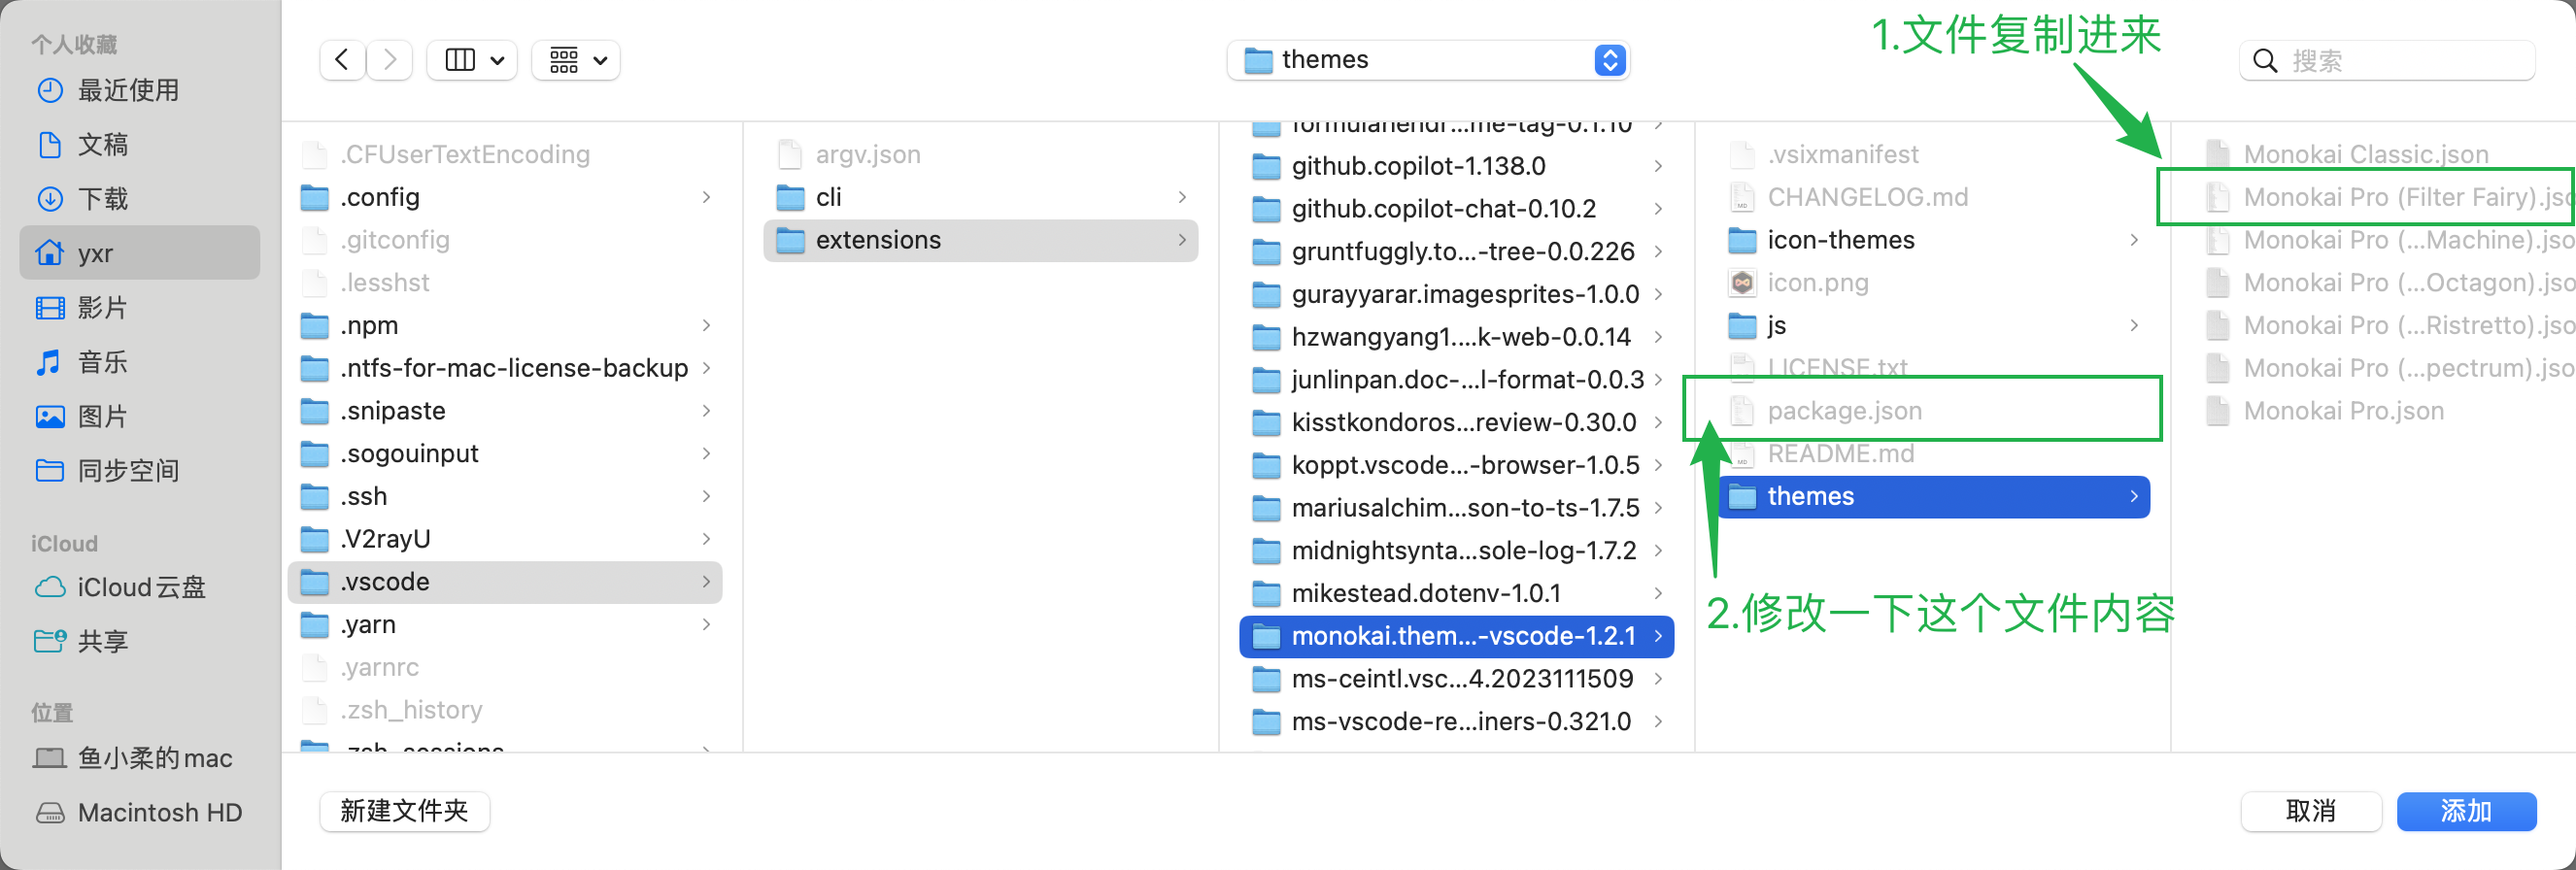 个人收藏
最近使用
文稿
下载
yxr
影片
音乐
图片
同步空间
iCloud
iCloud云盘
共享
位置
鱼小柔的mac
Macintosh HD
themes
1.文件复制进来
搜索
.CFUserTextEncoding
.config
.gitconfig
.lesshst
.npm
.ntfs-for-mac-license-backup
.snipaste
.sogouinput
.ssh
.V2rayU
.vscode
.yarn
.yarnrc
.zsh_history
.zsh_sessions
argv.json
cli
extensions
formulahendr...me-tag-0.1.10
github.copilot-1.138.0
github.copilot-chat-0.10.2
gruntfuggly.to...-tree-0.0.226
gurayyarar.imagesprites-1.0.0
hzwangyang1....k-web-0.0.14
junlinpan.doc-...l-format-0.0.3
kisstkondoros...review-0.30.0
koppt.vscode...-browser-1.0.5
mariusalchim...son-to-ts-1.7.5
midnightsynta...sole-log-1.7.2
mikestead.dotenv-1.0.1
monokai.them...-vscode-1.2.1
ms-ceintl.vsc...4.2023111509
ms-vscode-re...iners-0.321.0
.vsixmanifest
CHANGELOG.md
icon-themes
icon.png
js
LICENSE.txt
package.json
README.md
themes
2.修改一下这个文件内容
Monokai Classic.json
Monokai Pro (Filter Fairy).jso
Monokai Pro (...Machine).jso
Monokai Pro (...Octagon).jso
Monokai Pro (...Ristretto).jso
Monokai Pro (...pectrum).jso
Monokai Pro.json
新建文件夹
取消
添加